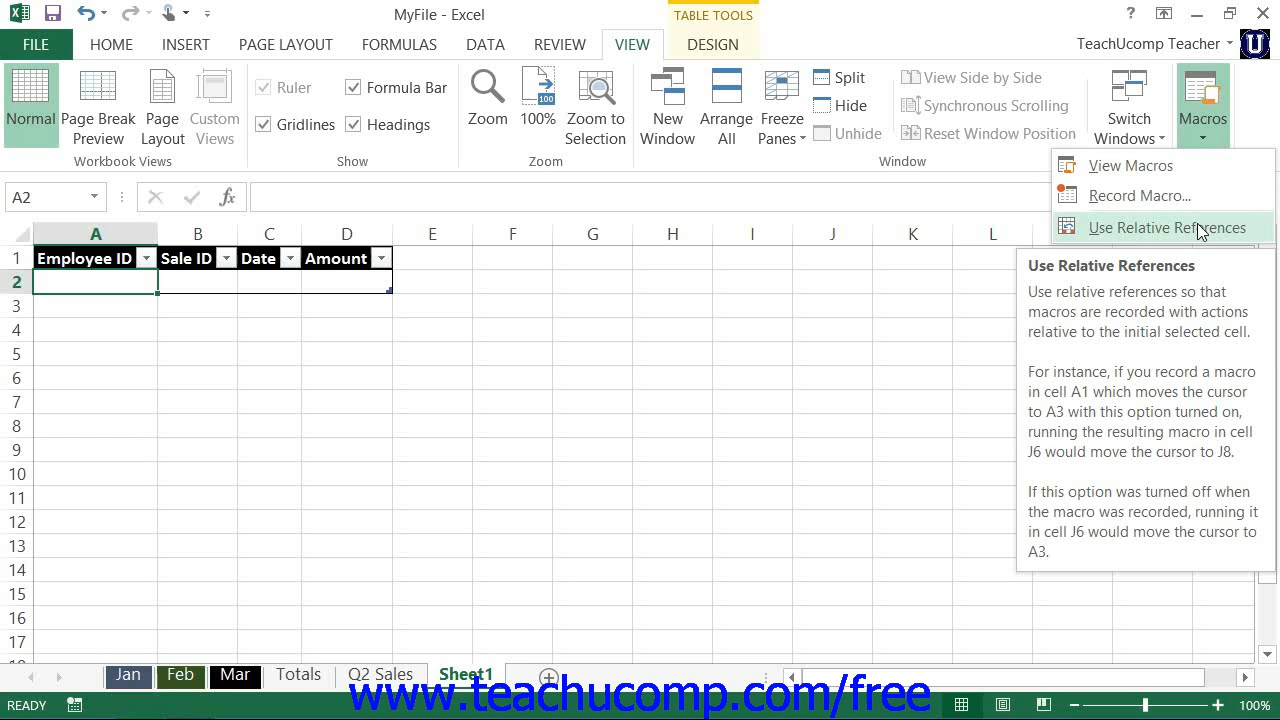 MyFile - Excel
TABLE TOOLS
?
FILE HOME INSERT PAGE LAYOUT FORMULAS DATA REVIEW VIEW DESIGN
TeachUcomp Teacher
U
Normal
Page Break
Preview
Page
Layout
Custom
Views
Workbook Views
Ruler
Formula Bar
Gridlines
Headings
Show
Zoom
100
100%
Zoom to
Selection
Zoom
New
Window
Arrange
All
Freeze
Panes
Split
Hide
Unhide
View Side by Side
Synchronous Scrolling
Reset Window Position
Window
Switch
Windows
Macros
View Macros
Record Macro...
Use Relative References
A2
fx
A B C D E F G H I J K L
1 Employee ID Sale ID Date Amount
2
3
4
5
6
7
8
9
10
11
12
13
14
15
16
17
Use Relative References
Use relative references so that
macros are recorded with actions
relative to the initial selected cell.
For instance, if you record a macro
in cell A1 which moves the cursor
to A3 with this option turned on,
running the resulting macro in cell
J6 would move the cursor to J8.
If this option was turned off when
the macro was recorded, running it
in cell J6 would move the cursor to
A3.
Jan Feb Mar Totals Q2 Sales Sheet1
www.teachucomp.com/free
READY
100%